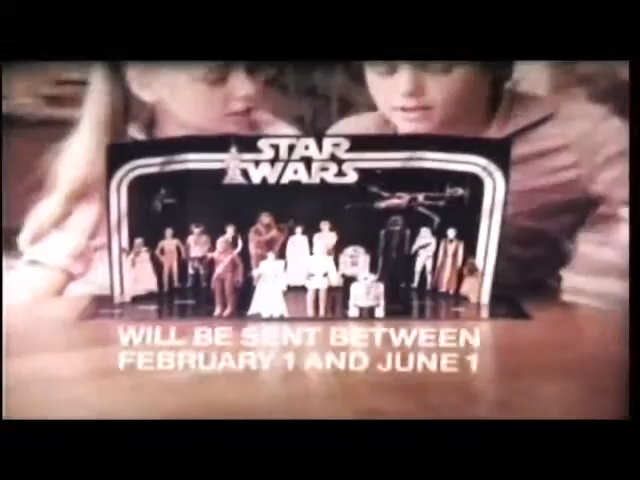 STAR
WARS
WILL BE SENT BETWEEN
FEBRUARY 1 AND JUNE 1